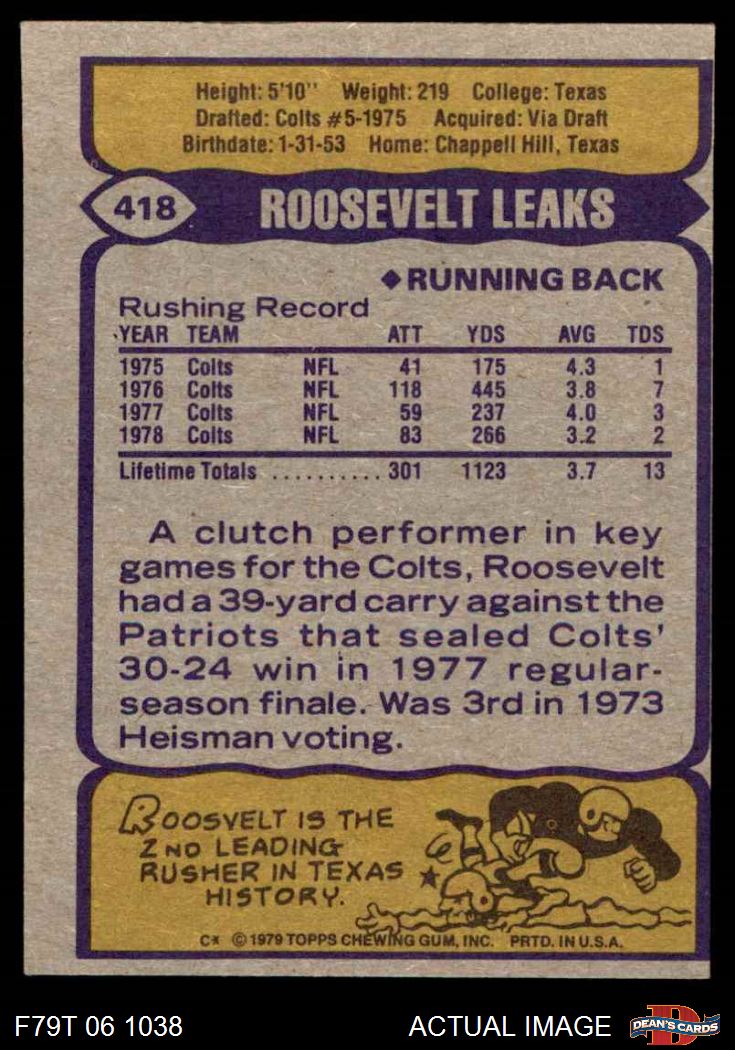 Height: 5'10" Weight: 219 College: Texas
Drafted: Colts #5-1975 Acquired: Via Draft
Birthdate: 1-31-53 Home: Chappell Hill, Texas
418 ROOSEVELT LEAKS
◆RUNNING BACK
Rushing Record
YEAR TEAM ATT YDS AVG TDS
1975 Colts NFL 41 175 4.3 1
1976 Colts NFL 118 445 3.8 7
1977 Colts NFL 59 237 4.0 3
1978 Colts NFL 83 266 3.2 2
Lifetime Totals .......... 301 1123 3.7 13
A clutch performer in key
games for the Colts, Roosevelt
had a 39-yard carry against the
Patriots that sealed Colts'
30-24 win in 1977 regular-
season finale. Was 3rd in 1973
Heisman voting.
ROOSVELT IS THE
2ND LEADING
RUSHER IN TEXAS
HISTORY.
C* © 1979 TOPPS CHEWING GUM, INC. PRTD. IN U.S.A.
F79T 06 1038 ACTUAL IMAGE DEAN'S CARDS